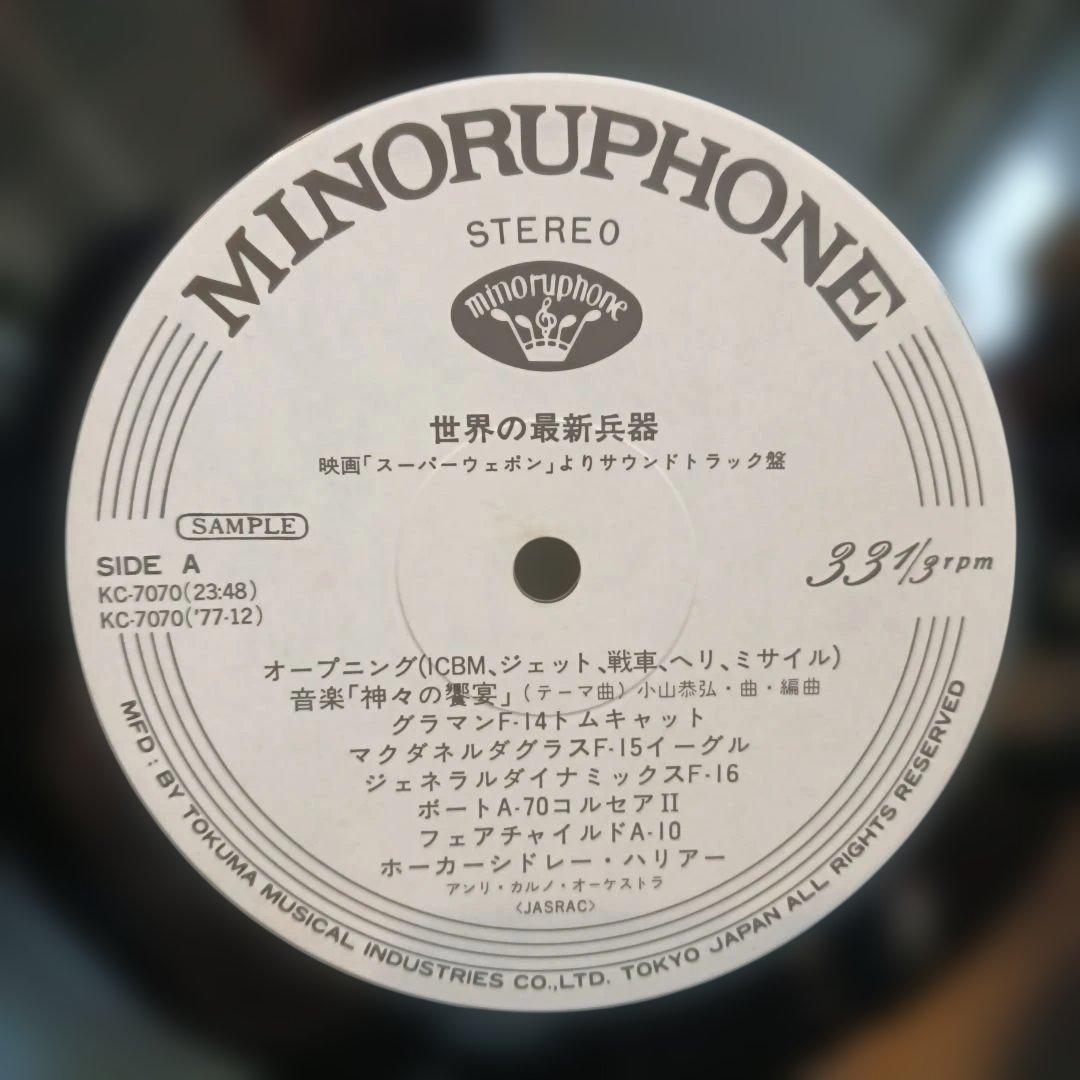 MINORUPHONE
STEREO
minoruphone
世界の最新兵器
映画「スーパーウェポン」よりサウンドトラック盤
SAMPLE
SIDE A
KC-7070(23:48)
KC-7070('77-12)
33 1/3 rpm
オープニング(ICBM、ジェット、戦車、ヘリ、ミサイル)
音楽「神々の饗宴」(テーマ曲)小山恭弘・曲・編曲
グラマンF-14トムキャット
マクダネルダグラスF-15イーグル
ジェネラルダイナミックスF-16
ボートA-70コルセアII
フェアチャイルドA-10
ホーカーシドレー・ハリアー
アンリ・カルノ・オーケストラ
〈JASRAC〉
MFD: BY TOKUMA MUSICAL INDUSTRIES CO.,LTD. TOKYO JAPAN ALL RIGHTS RESERVED